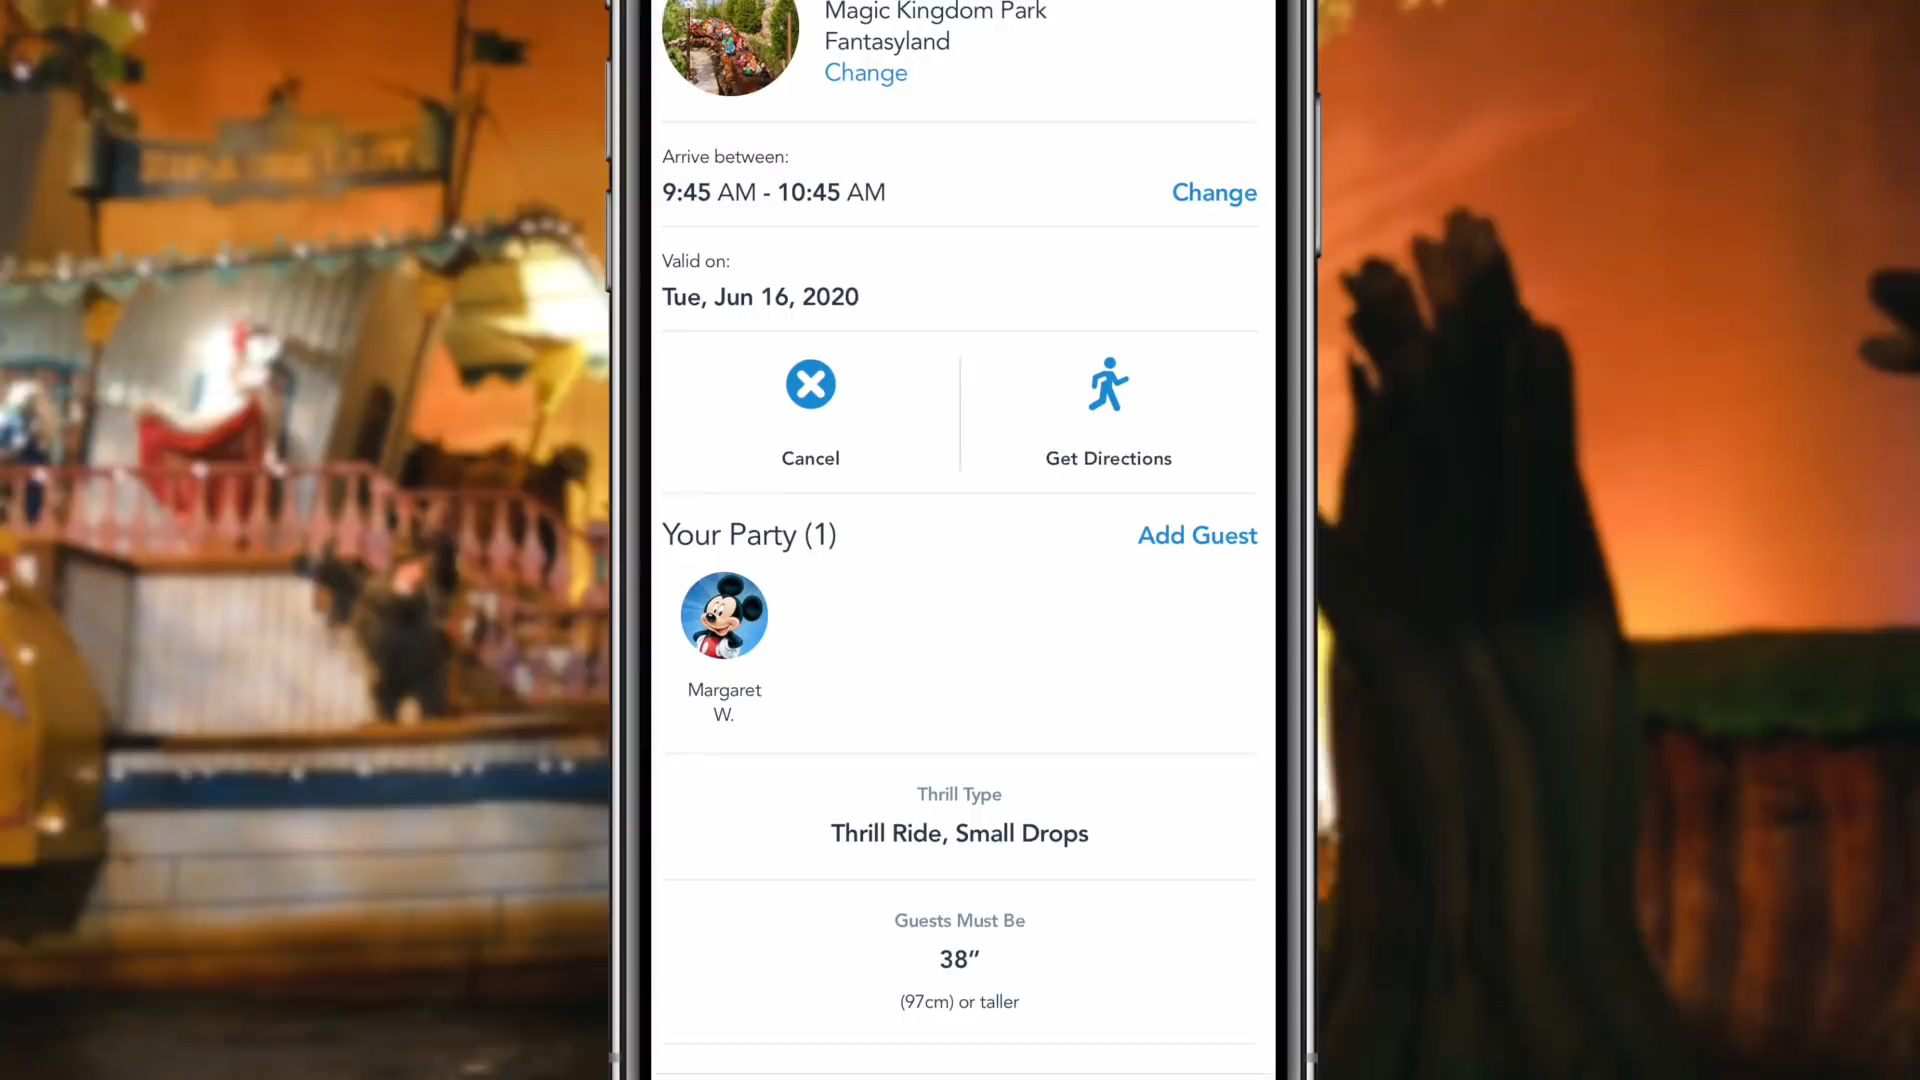 Magic Kingdom Park
Fantasyland
Change
Arrive between:
9:45 AM - 10:45 AM
Change
Valid on:
Tue, Jun 16, 2020
Cancel
Get Directions
Your Party (1)
Add Guest
Margaret
W.
Thrill Type
Thrill Ride, Small Drops
Guests Must Be
38"
(97cm) or taller